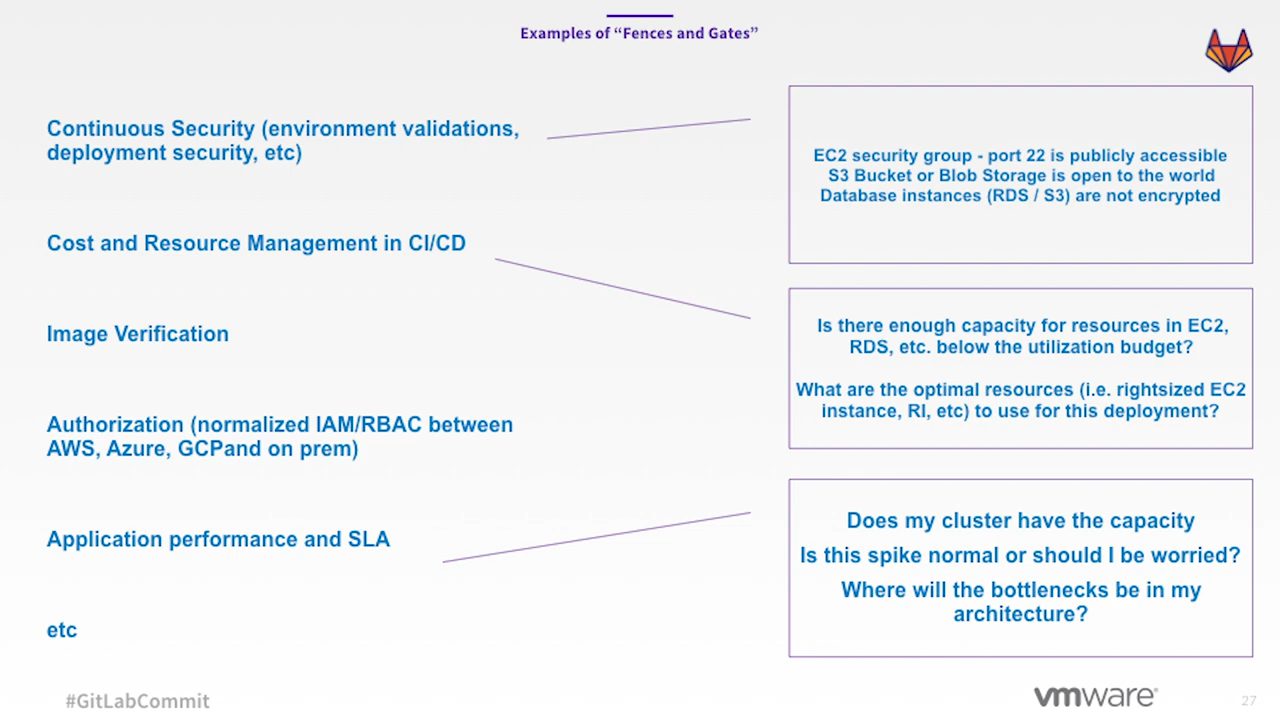 Examples of “Fences and Gates”
Continuous Security (environment validations,
deployment security, etc)
Cost and Resource Management in CI/CD
Image Verification
Authorization (normalized IAM/RBAC between
AWS, Azure, GCPand on prem)
Application performance and SLA
etc
EC2 security group - port 22 is publicly accessible
S3 Bucket or Blob Storage is open to the world
Database instances (RDS / S3) are not encrypted
Is there enough capacity for resources in EC2,
RDS, etc. below the utilization budget?
What are the optimal resources (i.e. rightsized EC2
instance, RI, etc) to use for this deployment?
Does my cluster have the capacity
Is this spike normal or should I be worried?
Where will the bottlenecks be in my
architecture?
#GitLabCommit
vmware®
27